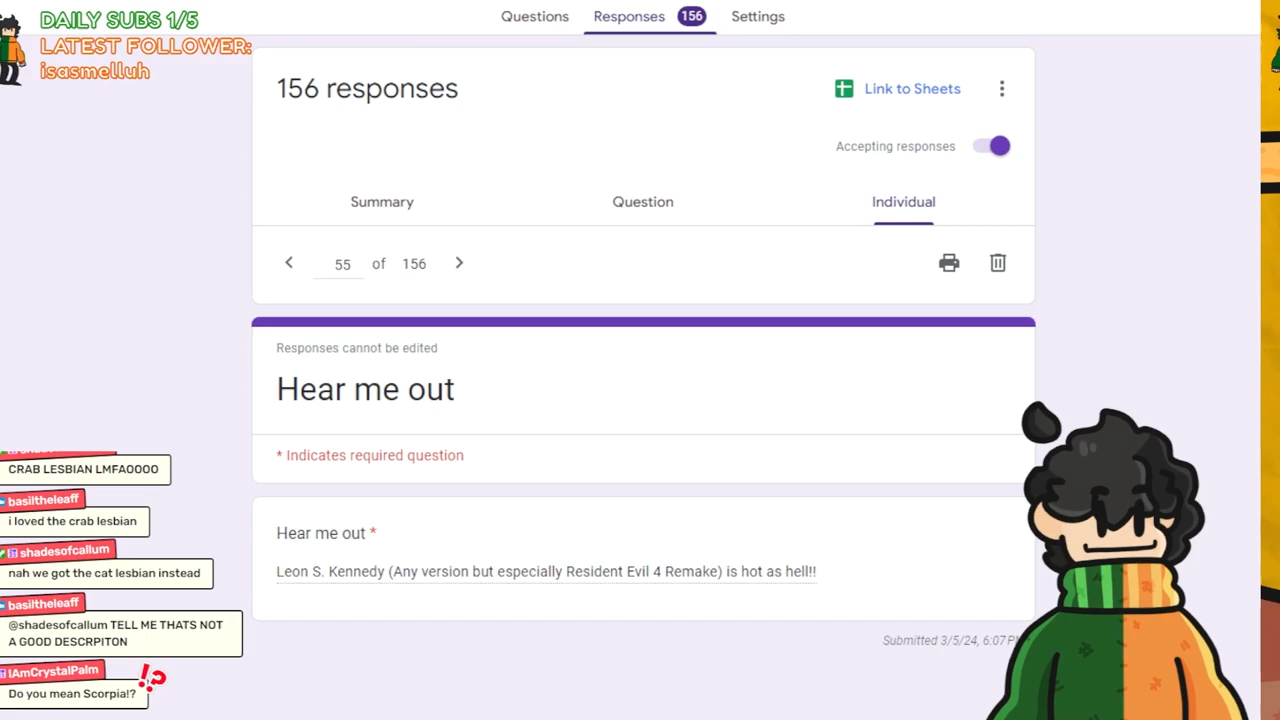 DAILY SUBS 1/5
LATEST FOLLOWER:
isasmelluh
Questions
Responses 156
Settings
156 responses
Link to Sheets
Accepting responses
Summary
Question
Individual
55 of 156
Responses cannot be edited
Hear me out
* Indicates required question
Hear me out *
Leon S. Kennedy (Any version but especially Resident Evil 4 Remake) is hot as hell!!
Submitted 3/5/24, 6:07
CRAB LESBIAN LMFAOOOO
basiltheleaff
i loved the crab lesbian
shadesofcallum
nah we got the cat lesbian instead
basiltheleaff
@shadesofcallum TELL ME THATS NOT
A GOOD DESCRPITON
IAmCrystalPalm
!?
Do you mean Scorpia!?